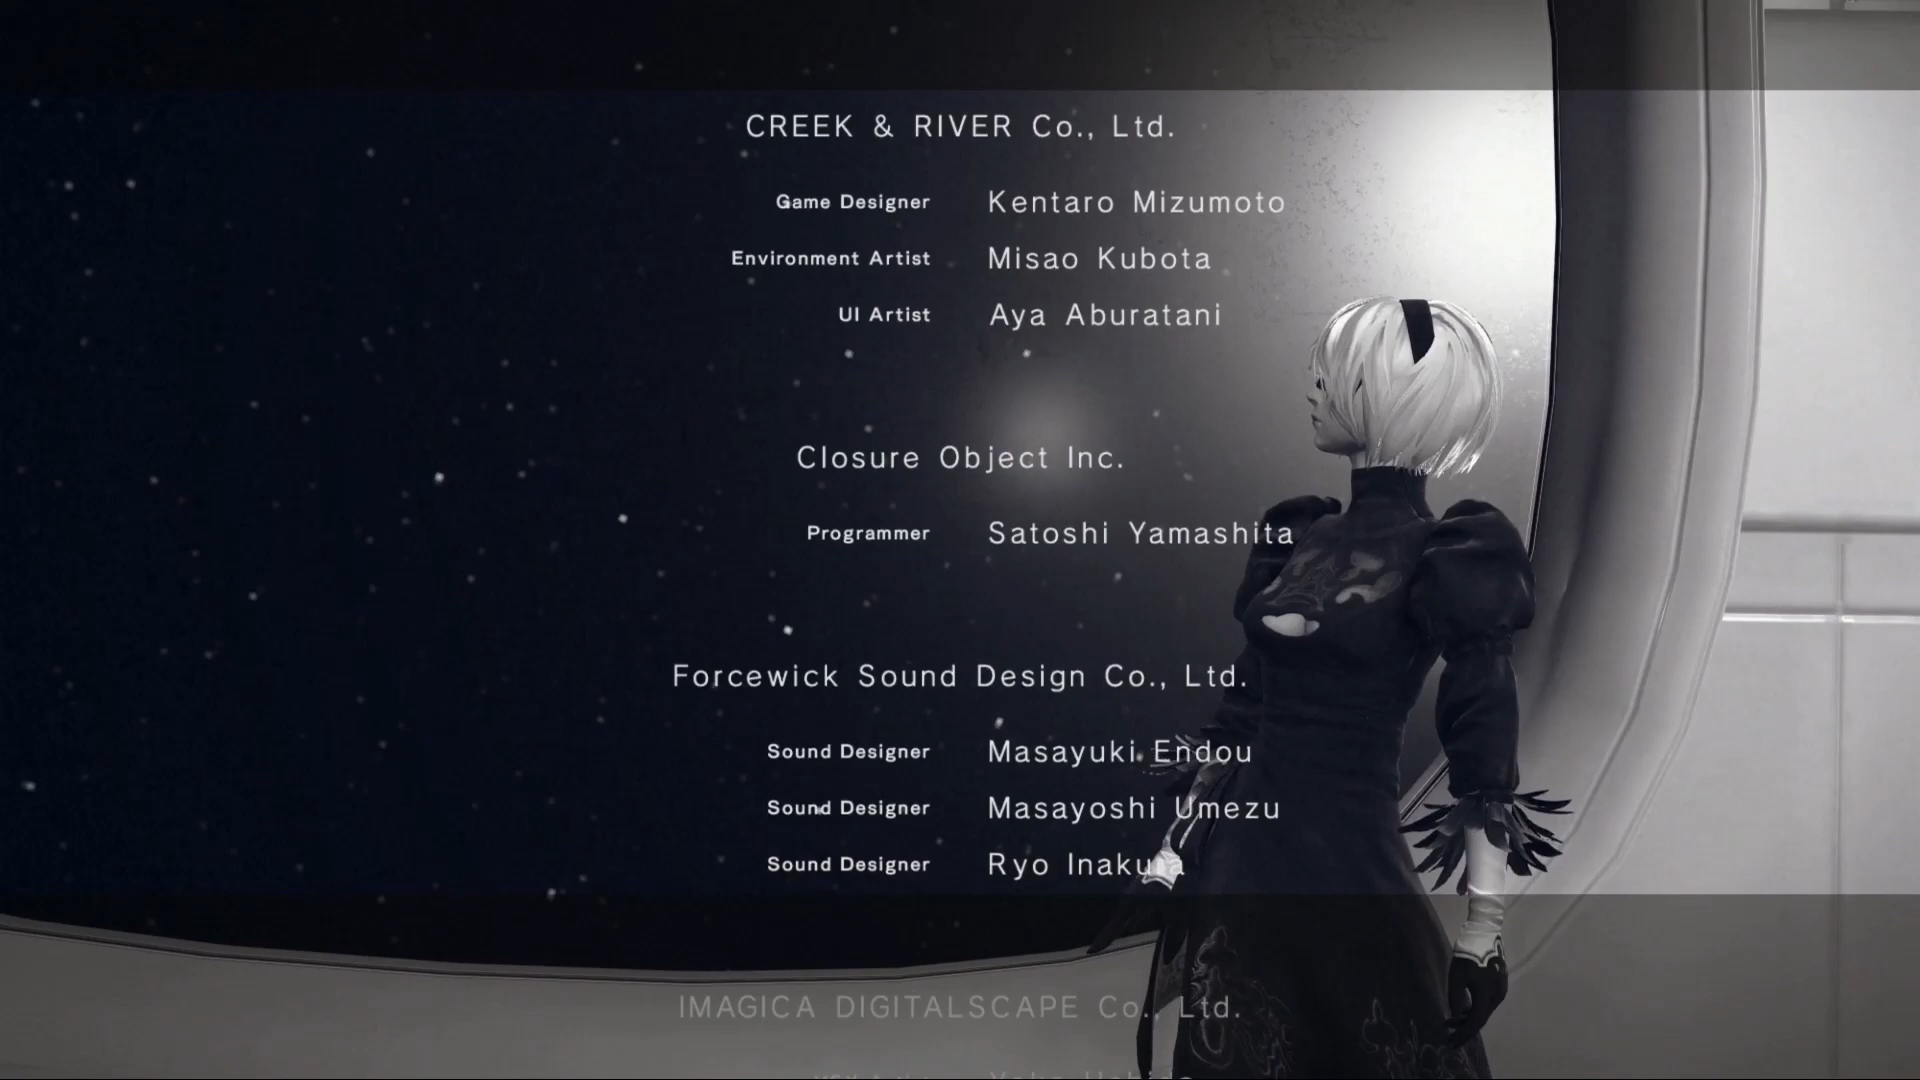 CREEK & RIVER Co., Ltd.
Game Designer Kentaro Mizumoto
Environment Artist Misao Kubota
UI Artist Aya Aburatani
Closure Object Inc.
Programmer Satoshi Yamashita
Forcewick Sound Design Co., Ltd.
Sound Designer Masayuki Endou
Sound Designer Masayoshi Umezu
Sound Designer Ryo Inakura
IMAGICA DIGITALSCAPE Co., Ltd.